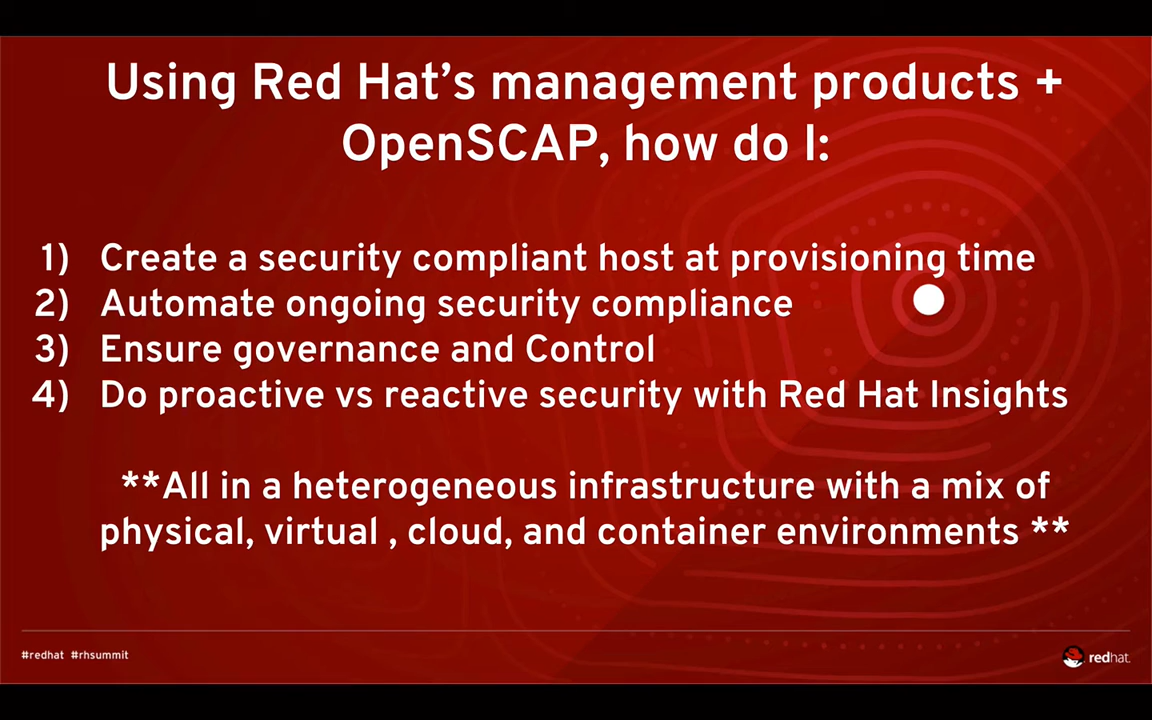 Using Red Hat's management products +
OpenSCAP, how do I:
1) Create a security compliant host at provisioning time
2) Automate ongoing security compliance
3) Ensure governance and Control
4) Do proactive vs reactive security with Red Hat Insights
**All in a heterogeneous infrastructure with a mix of
physical, virtual , cloud, and container environments **
#redhat #rhsummit
redhat.